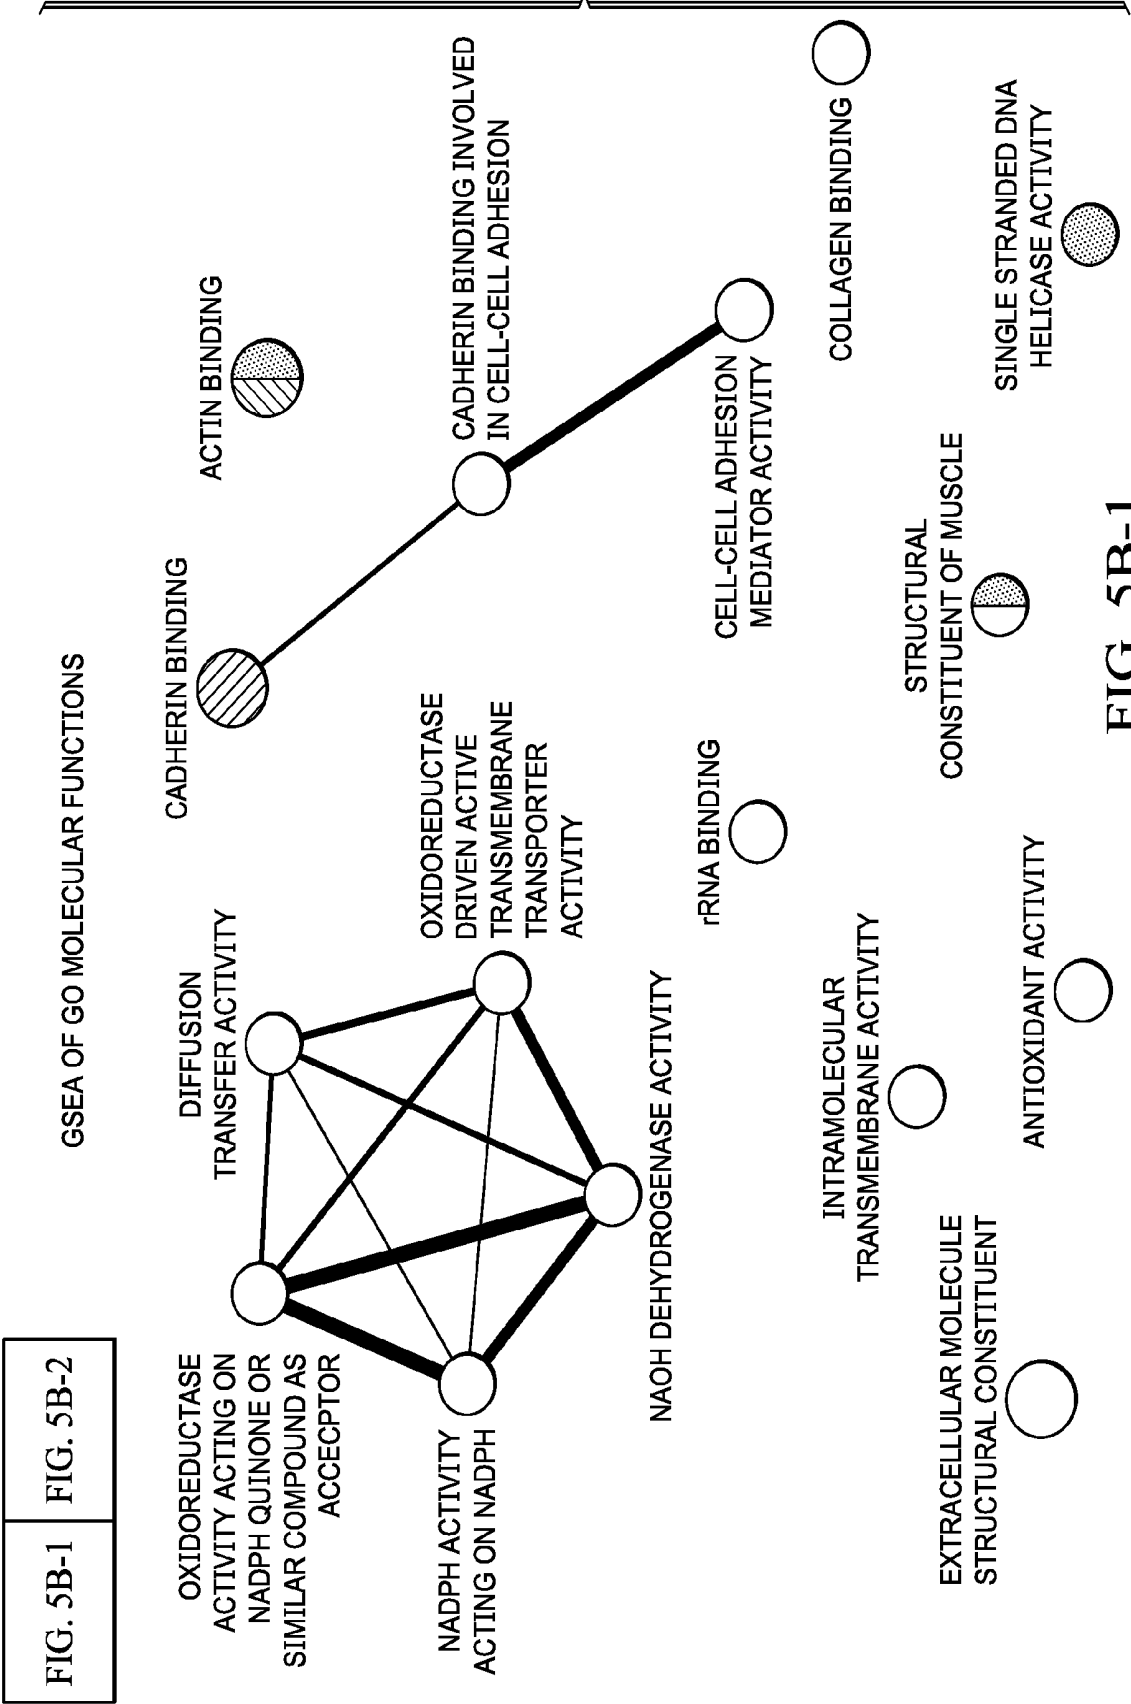 FIG. 5B-1
FIG. 5B-2
GSEA OF GO MOLECULAR FUNCTIONS
OXIDOREDUCTASE
ACTIVITY ACTING ON
NADPH QUINONE OR
SIMILAR COMPOUND AS
ACCECPTOR
DIFFUSION
TRANSFER ACTIVITY
CADHERIN BINDING
ACTIN BINDING
NADPH ACTIVITY
ACTING ON NADPH
OXIDOREDUCTASE
DRIVEN ACTIVE
TRANSMEMBRANE
TRANSPORTER
ACTIVITY
CADHERIN BINDING INVOLVED
IN CELL-CELL ADHESION
NAOH DEHYDROGENASE ACTIVITY
rRNA BINDING
CELL-CELL ADHESION
MEDIATOR ACTIVITY
COLLAGEN BINDING
INTRAMOLECULAR
TRANSMEMBRANE ACTIVITY
STRUCTURAL
CONSTITUENT OF MUSCLE
EXTRACELLULAR MOLECULE
STRUCTURAL CONSTITUENT
ANTIOXIDANT ACTIVITY
SINGLE STRANDED DNA
HELICASE ACTIVITY
FIG. 5B-1